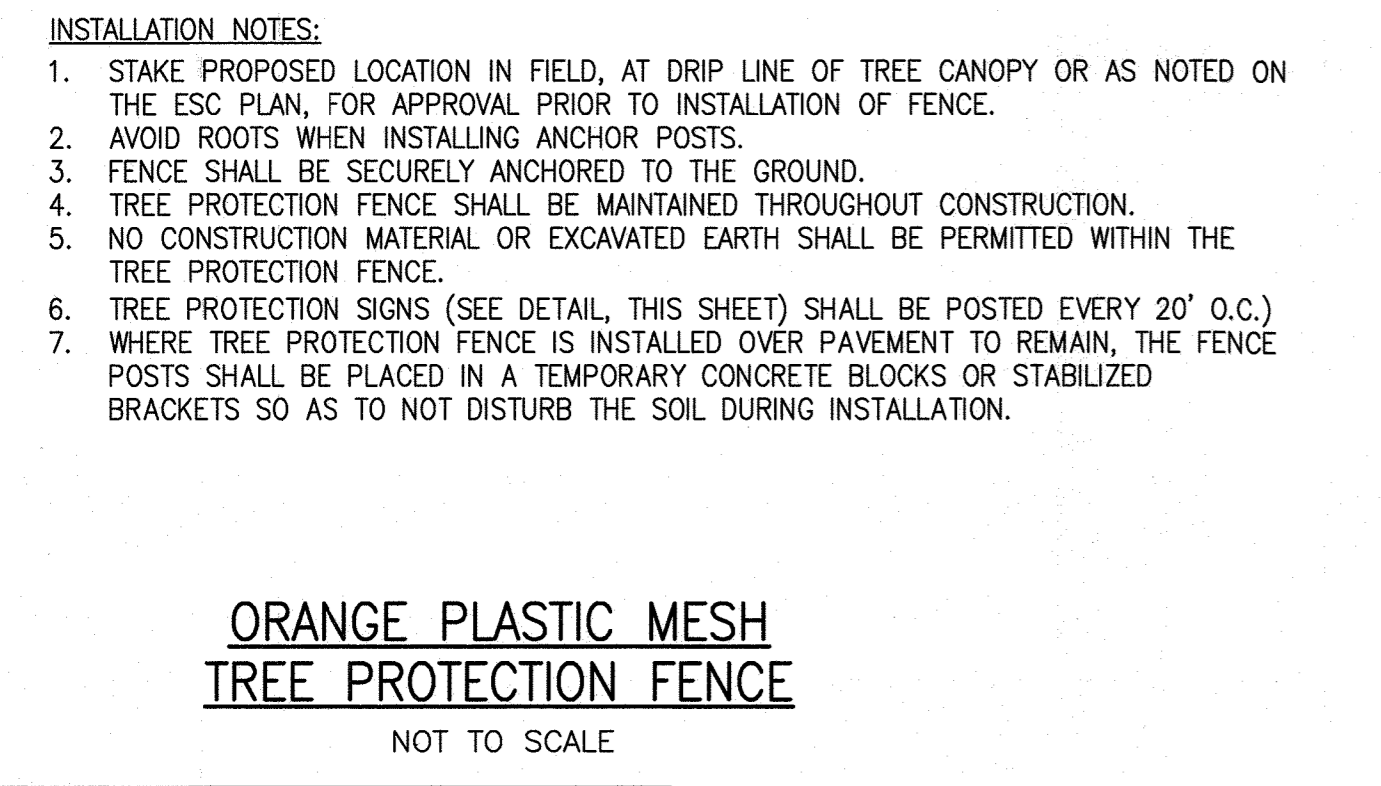 INSTALLATION NOTES:
1. STAKE PROPOSED LOCATION IN FIELD, AT DRIP LINE OF TREE CANOPY OR AS NOTED ON
THE ESC PLAN, FOR APPROVAL PRIOR TO INSTALLATION OF FENCE.
2. AVOID ROOTS WHEN INSTALLING ANCHOR POSTS.
3. FENCE SHALL BE SECURELY ANCHORED TO THE GROUND.
4. TREE PROTECTION FENCE SHALL BE MAINTAINED THROUGHOUT CONSTRUCTION.
5. NO CONSTRUCTION MATERIAL OR EXCAVATED EARTH SHALL BE PERMITTED WITHIN THE
TREE PROTECTION FENCE.
6. TREE PROTECTION SIGNS (SEE DETAIL, THIS SHEET) SHALL BE POSTED EVERY 20' O.C.)
7. WHERE TREE PROTECTION FENCE IS INSTALLED OVER PAVEMENT TO REMAIN, THE FENCE
POSTS SHALL BE PLACED IN A TEMPORARY CONCRETE BLOCKS OR STABILIZED
BRACKETS SO AS TO NOT DISTURB THE SOIL DURING INSTALLATION.
ORANGE PLASTIC MESH
TREE PROTECTION FENCE
NOT TO SCALE